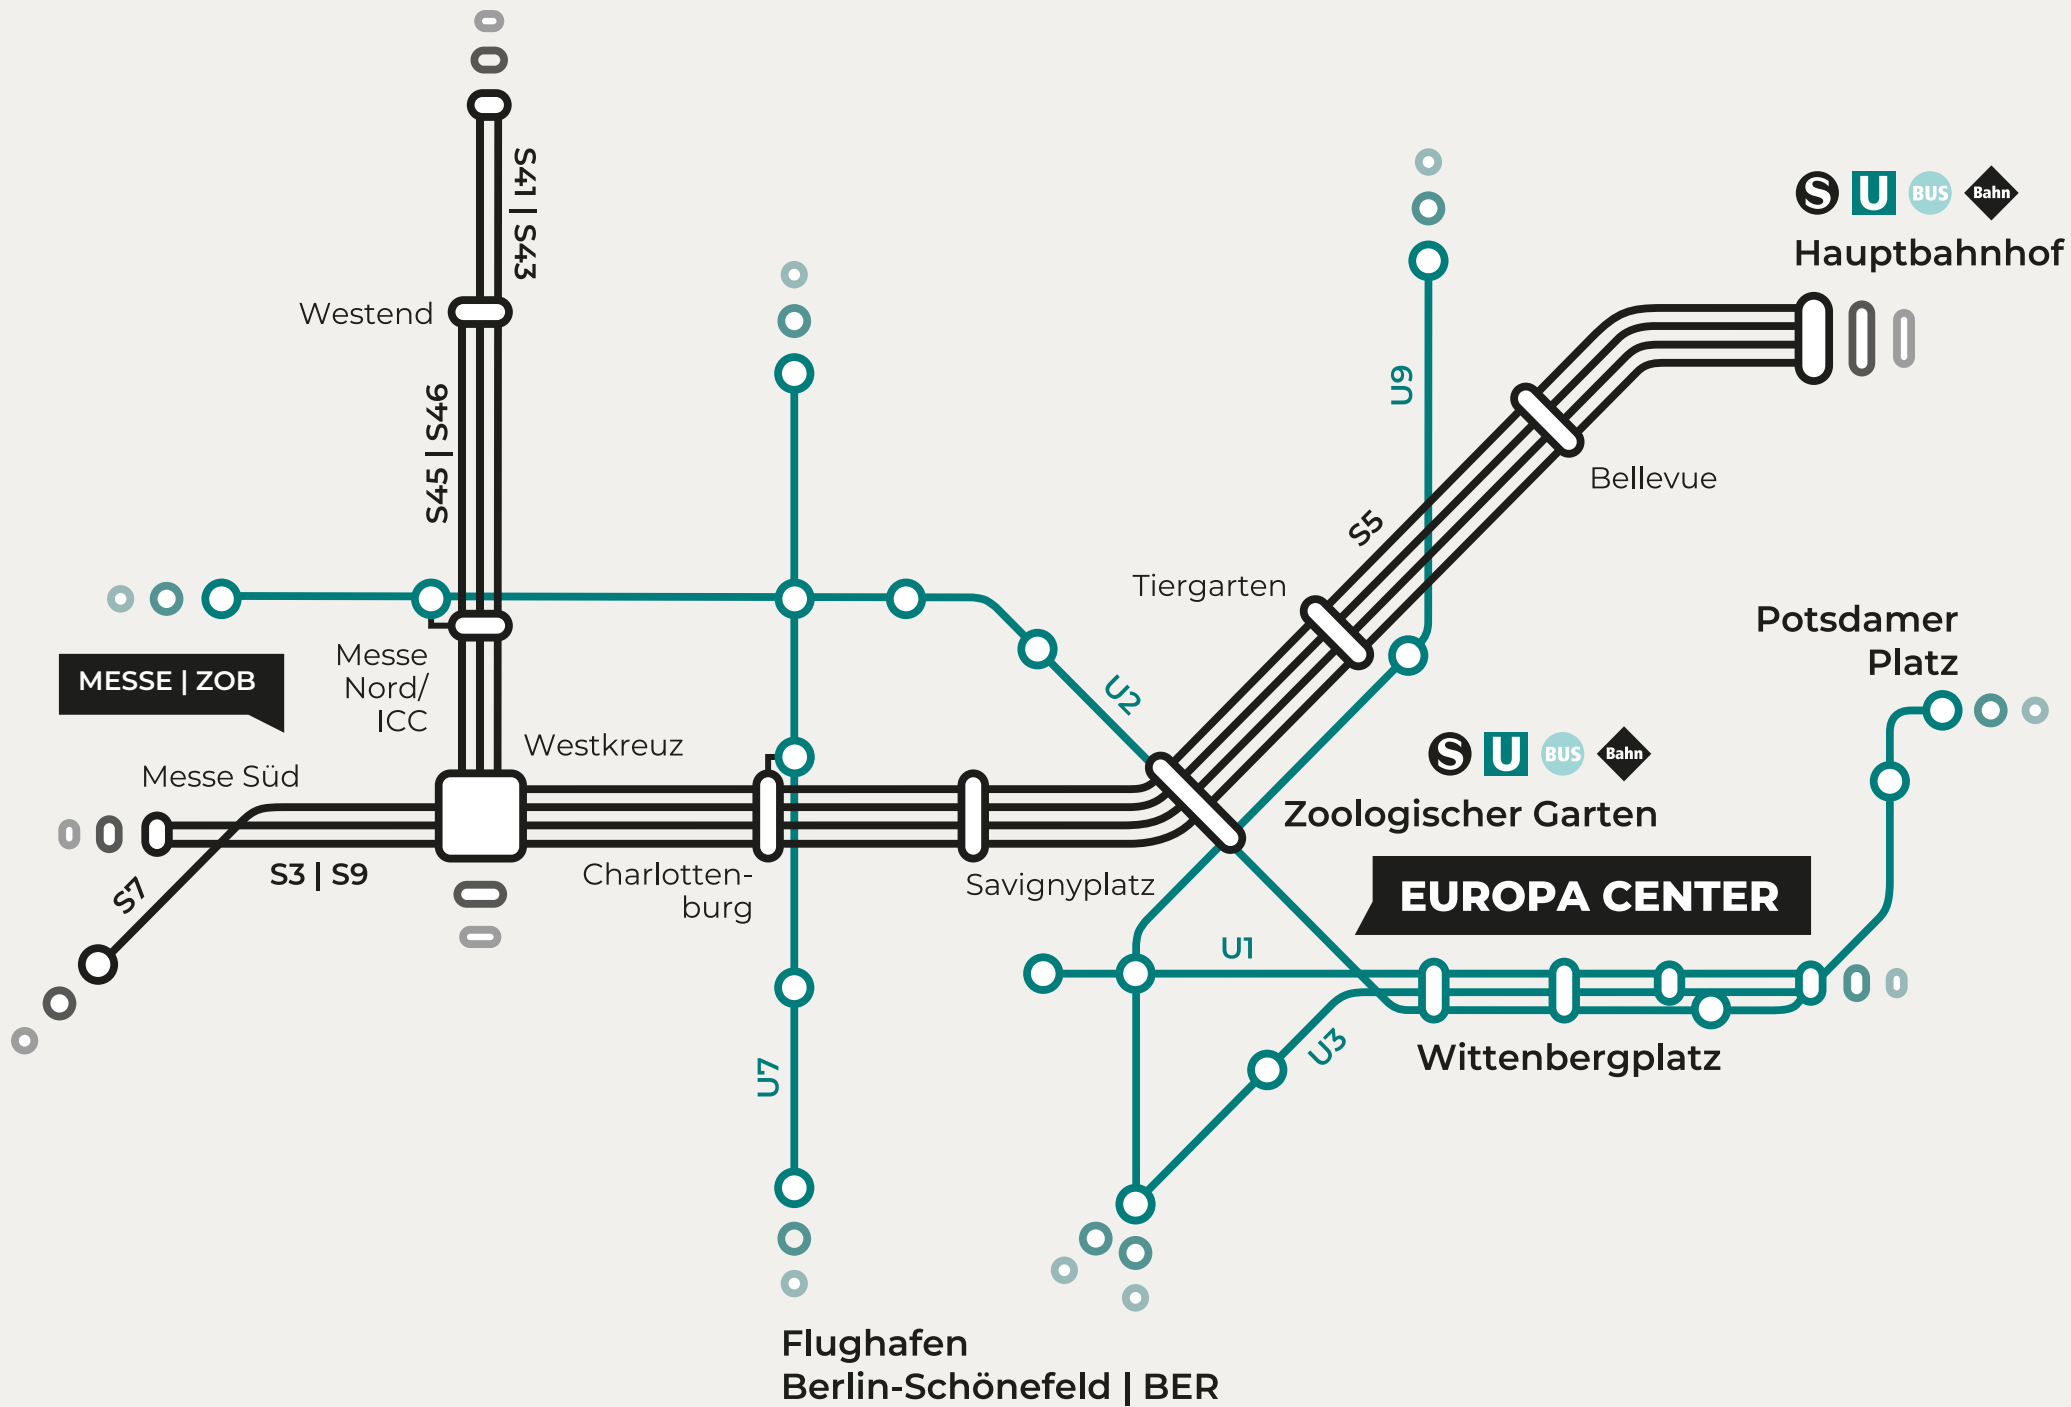 S41 | S43
S
U
BUS
Bahn
Hauptbahnhof
Westend
U9
S45 | S46
Bellevue
S5
Tiergarten
Potsdamer
Platz
MESSE | ZOB
Messe
Nord/
ICC
U2
Westkreuz
S
U
BUS
Bahn
Messe Süd
Zoologischer Garten
S3 | S9
S7
Charlotten-
burg
Savignyplatz
EUROPA CENTER
U1
U3
Wittenbergplatz
U7
Flughafen
Berlin-Schönefeld | BER